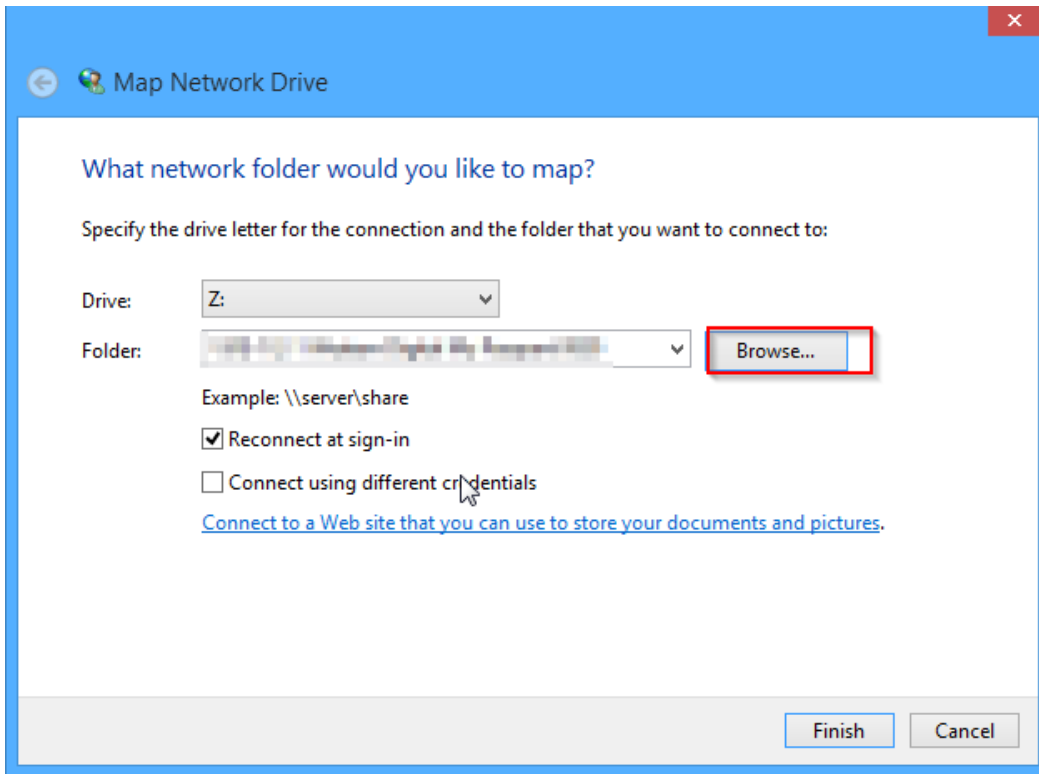 Map Network Drive
What network folder would you like to map?
Specify the drive letter for the connection and the folder that you want to connect to:
Drive: Z:
Folder: Browse...
Example: \\server\share
Reconnect at sign-in
Connect using different credentials
Connect to a Web site that you can use to store your documents and pictures.
Finish Cancel